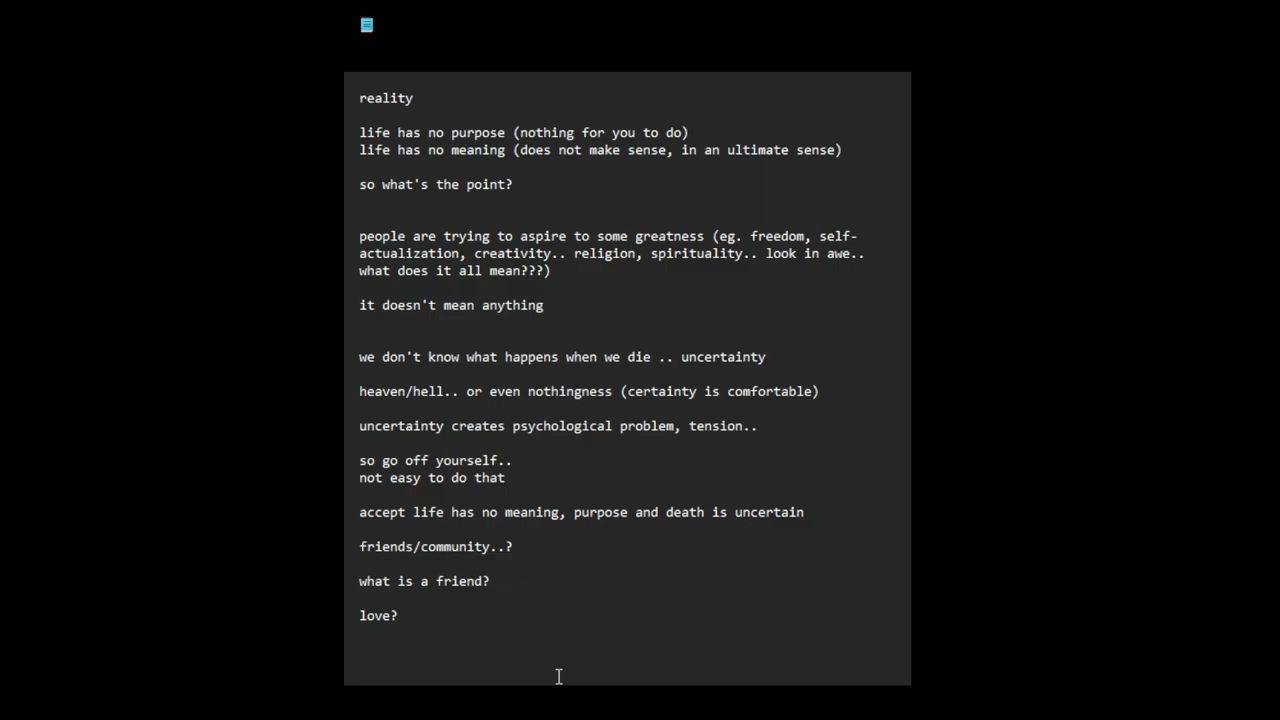 reality
life has no purpose (nothing for you to do)
life has no meaning (does not make sense, in an ultimate sense)
so what's the point?
people are trying to aspire to some greatness (eg. freedom, self-
actualization, creativity.. religion, spirituality.. look in awe..
what does it all mean???)
it doesn't mean anything
we don't know what happens when we die .. uncertainty
heaven/hell.. or even nothingness (certainty is comfortable)
uncertainty creates psychological problem, tension..
so go off yourself..
not easy to do that
accept life has no meaning, purpose and death is uncertain
friends/community..?
what is a friend?
love?